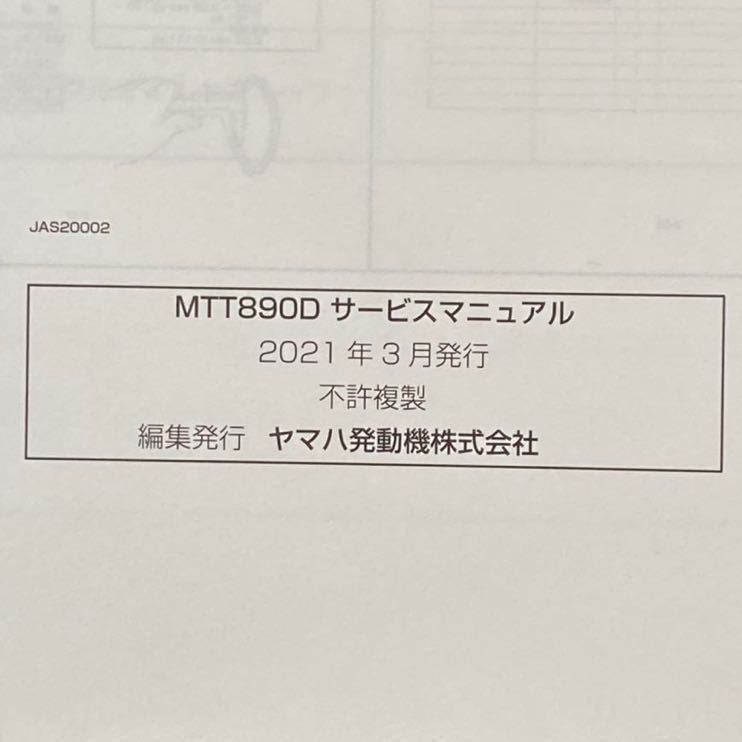 JAS20002
MTT890D サービスマニュアル
2021 年 3 月発行
不許複製
編集発行 ヤマハ発動機株式会社